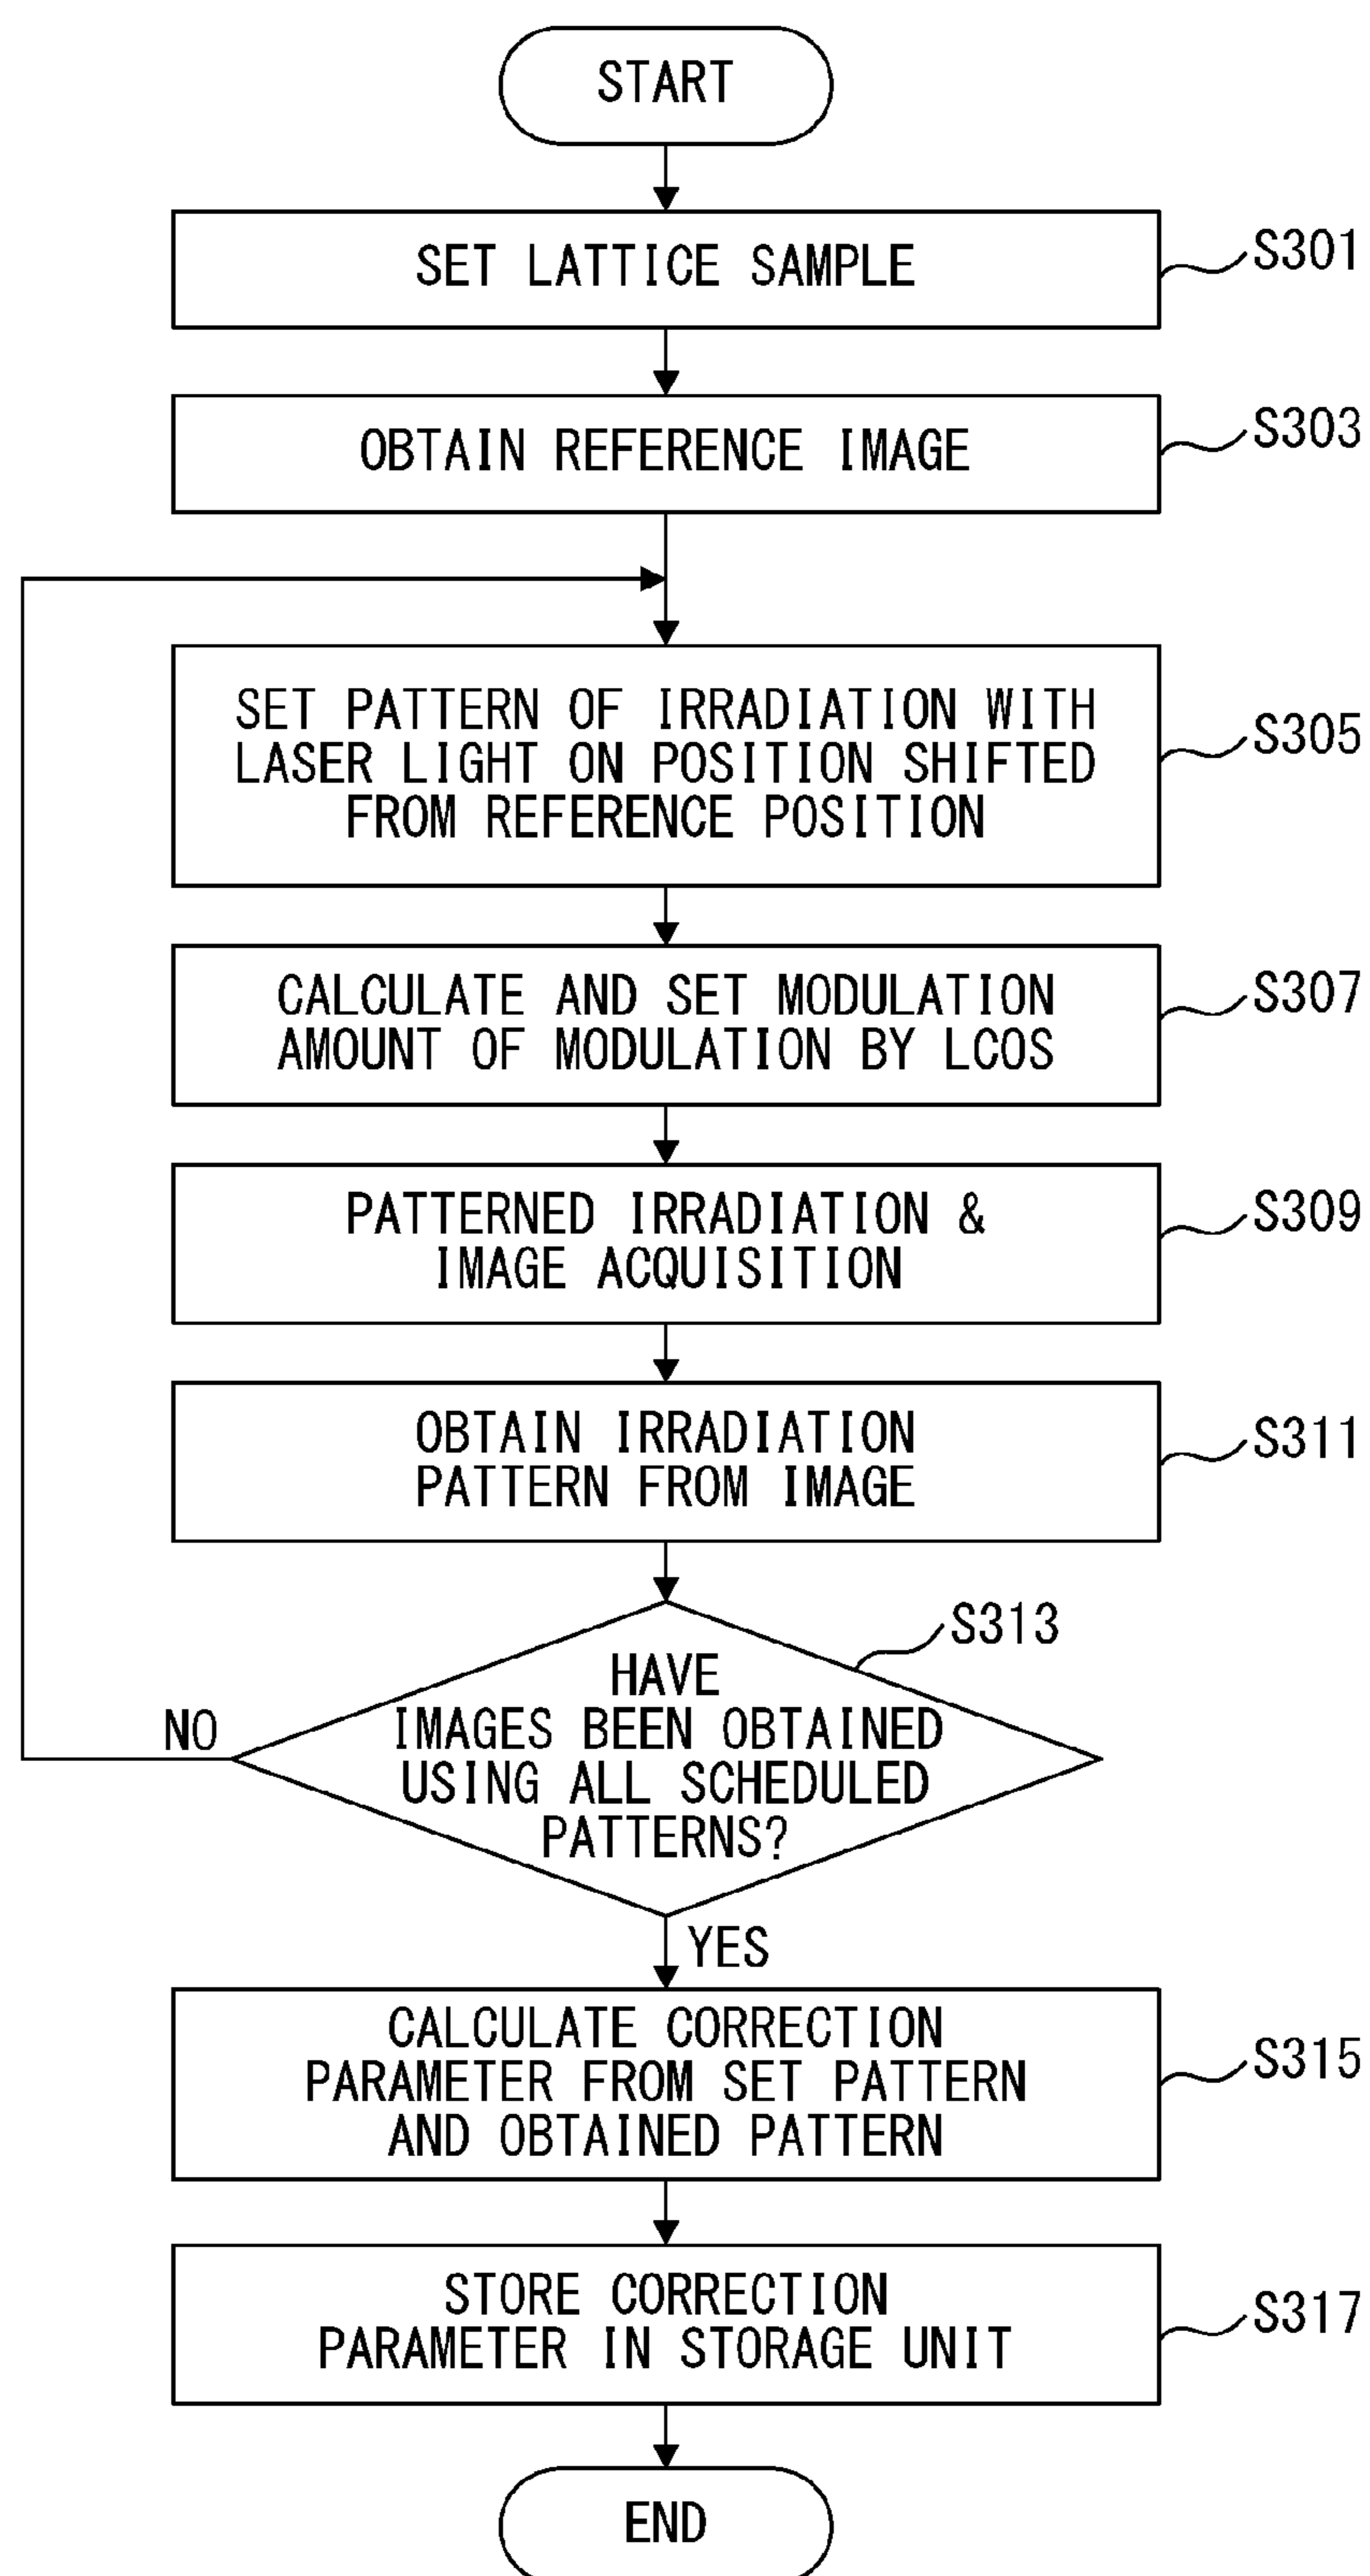 START
SET LATTICE SAMPLE
S301
OBTAIN REFERENCE IMAGE
S303
SET PATTERN OF IRRADIATION WITH
LASER LIGHT ON POSITION SHIFTED
FROM REFERENCE POSITION
S305
CALCULATE AND SET MODULATION
AMOUNT OF MODULATION BY LCOS
S307
PATTERNED IRRADIATION &
IMAGE ACQUISITION
S309
OBTAIN IRRADIATION
PATTERN FROM IMAGE
S311
S313
HAVE
IMAGES BEEN OBTAINED
USING ALL SCHEDULED
PATTERNS?
NO
YES
CALCULATE CORRECTION
PARAMETER FROM SET PATTERN
AND OBTAINED PATTERN
S315
STORE CORRECTION
PARAMETER IN STORAGE UNIT
S317
END